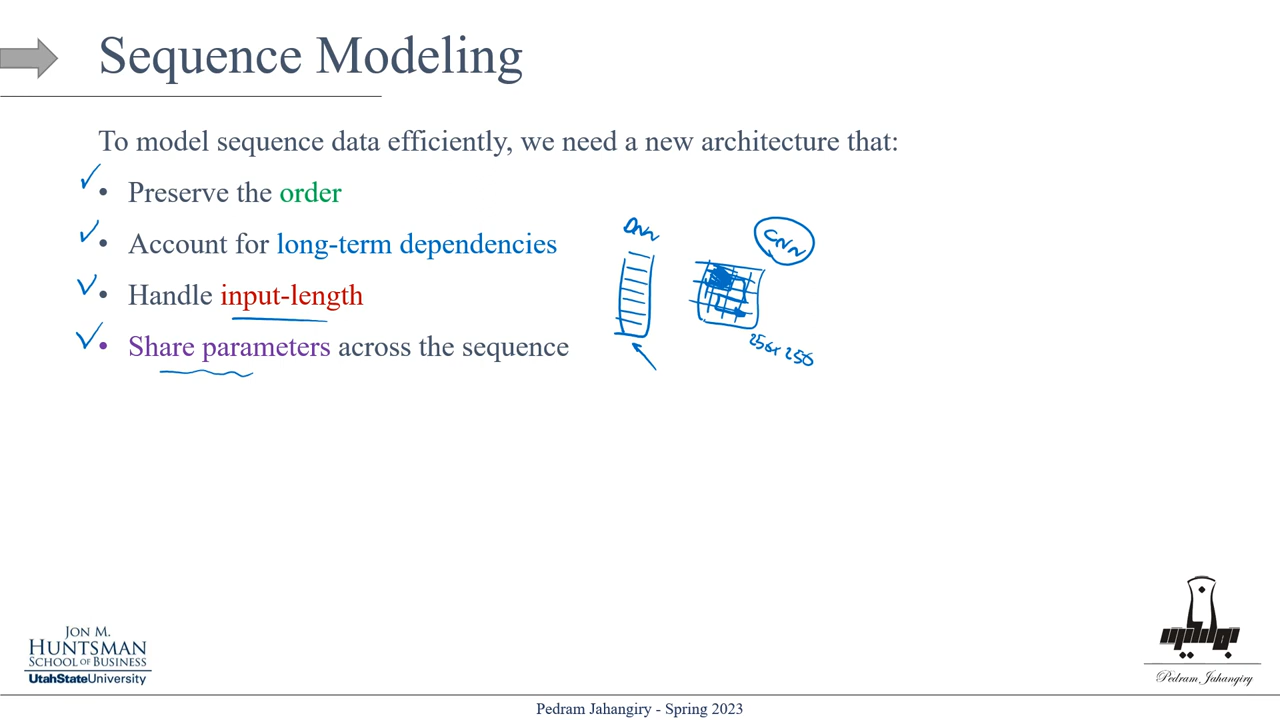 Sequence Modeling
To model sequence data efficiently, we need a new architecture that:
• Preserve the order
• Account for long-term dependencies
• Handle input-length
• Share parameters across the sequence
DNN
CNN
256x256
JON M.
HUNTSMAN
SCHOOL OF BUSINESS
UtahStateUniversity
Pedram Jahangiry
Pedram Jahangiry - Spring 2023